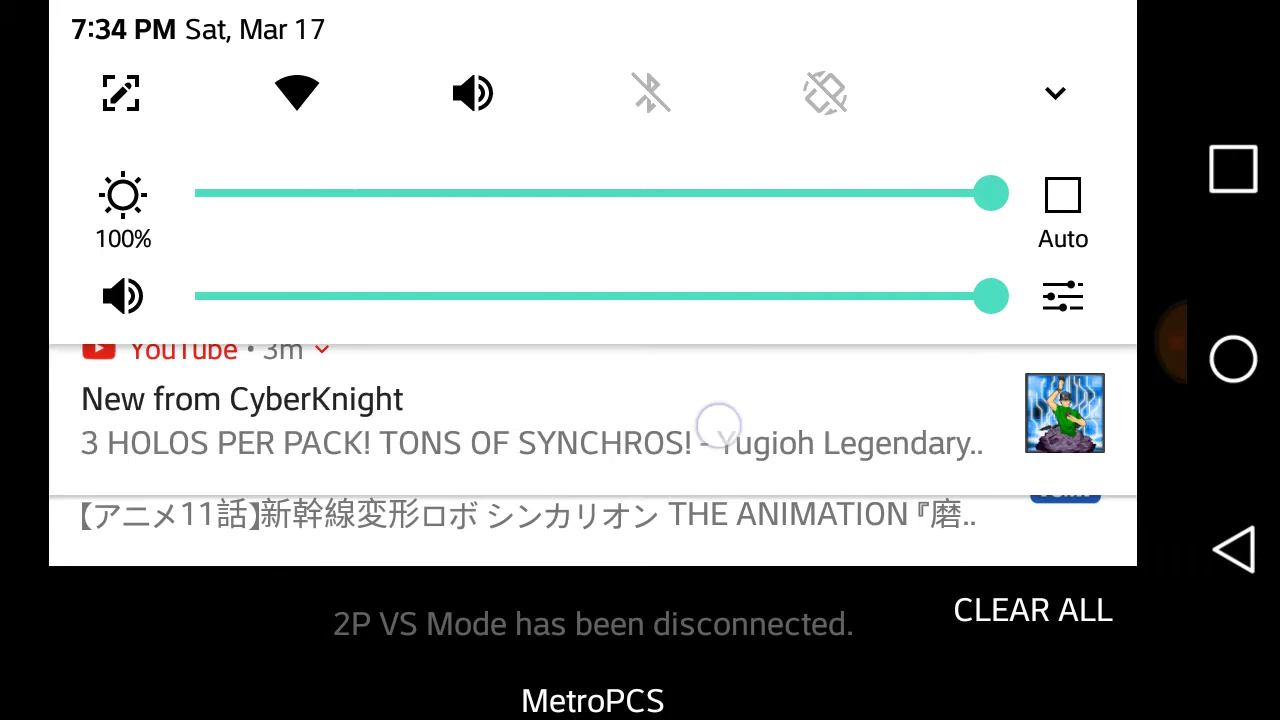 7:34 PM Sat, Mar 17
100%
Auto
YouTube • 3m
New from CyberKnight
3 HOLOS PER PACK! TONS OF SYNCHROS! - Yugioh Legendary..
【アニメ11話】新幹線変形ロボ シンカリオン THE ANIMATION 『磨..
CLEAR ALL
2P VS Mode has been disconnected.
MetroPCS